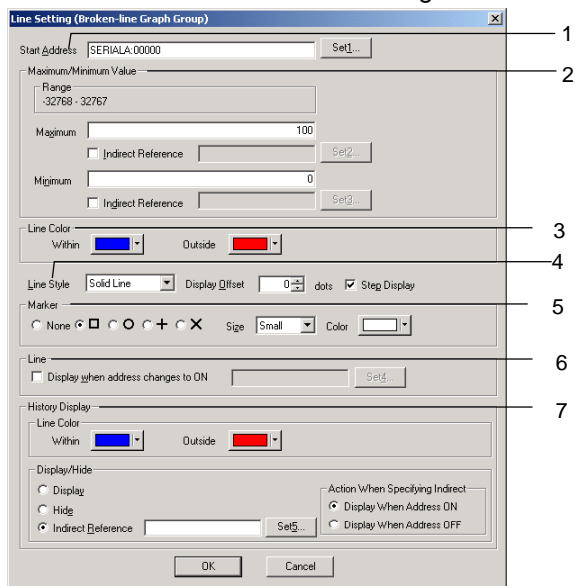 Line Setting (Broken-line Graph Group)
Start Address SERIALA:00000 Set1... 1
Maximum/Minimum Value 2
Range
-32768 - 32767
Maximum 100
Indirect Reference Set2...
Minimum 0
Indirect Reference Set3...
Line Color 3
Within Outside
4
Line Style Solid Line Display Offset 0 dots Step Display
Marker 5
None Size Small Color
Line 6
Display when address changes to ON Set4...
History Display 7
Line Color
Within Outside
Display/Hide
Display
Hide
Indirect Reference Set5...
Action When Specifying Indirect
Display When Address ON
Display When Address OFF
OK Cancel